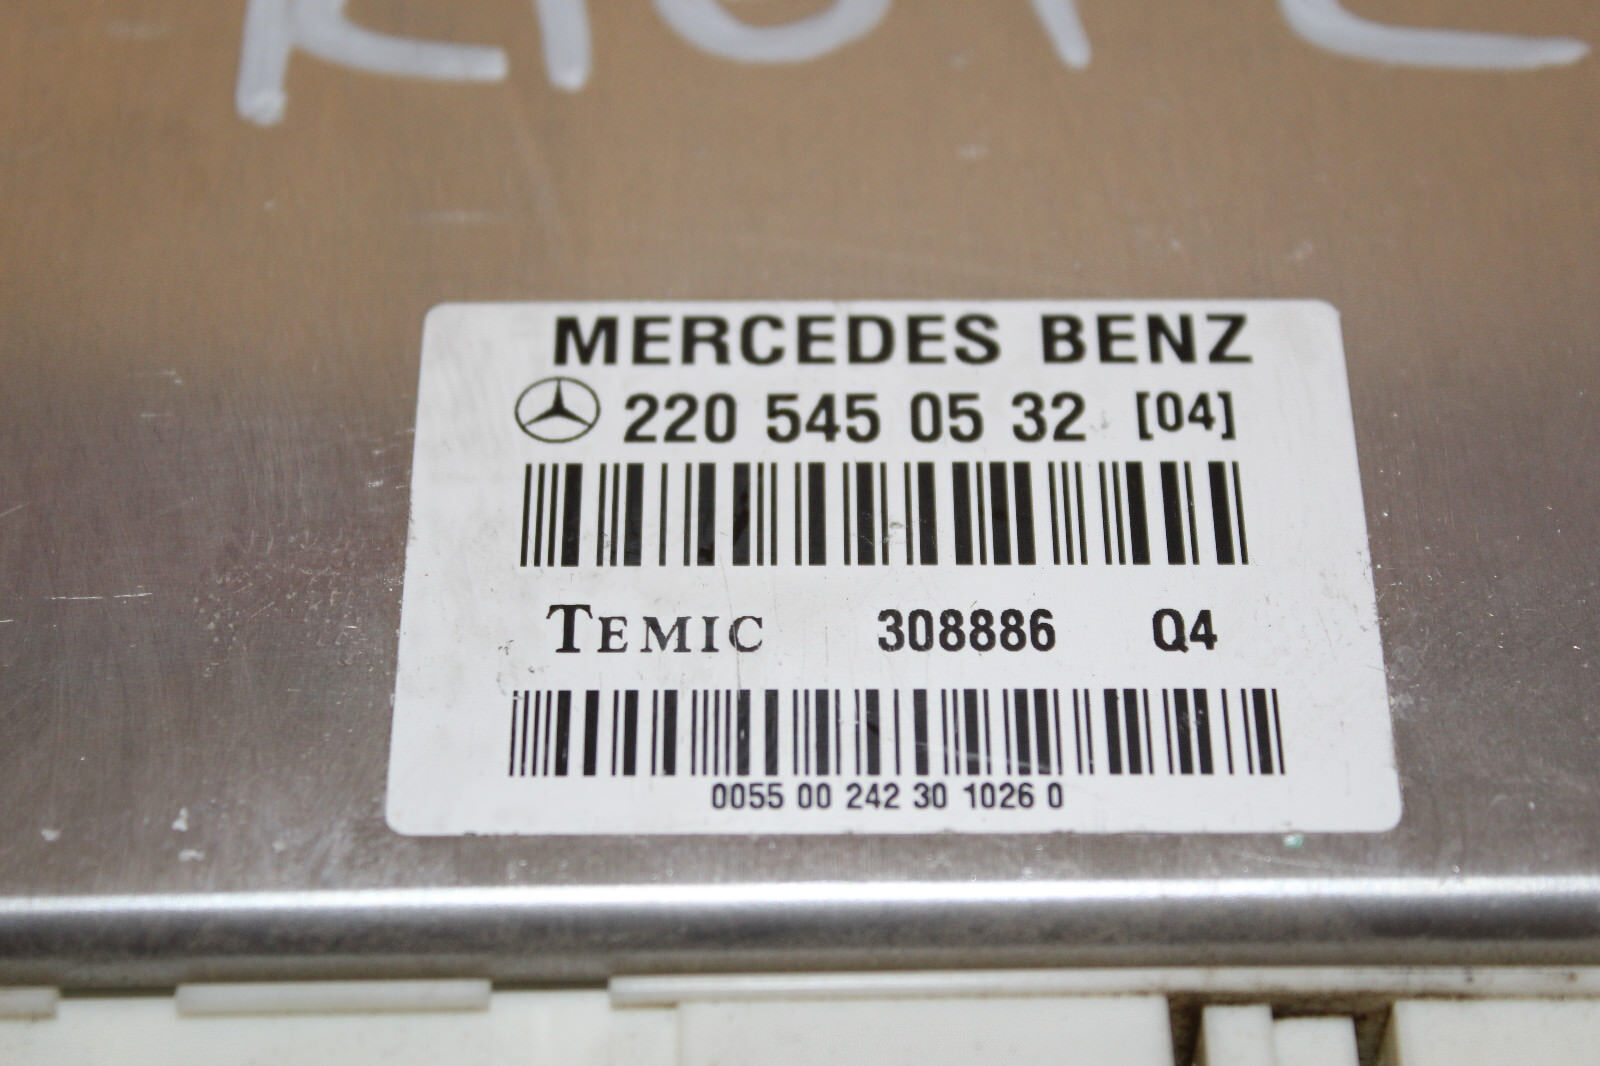 MERCEDES BENZ
220 545 05 32 [04]
TEMIC 308886 Q4
0055 00 242 30 1026 0